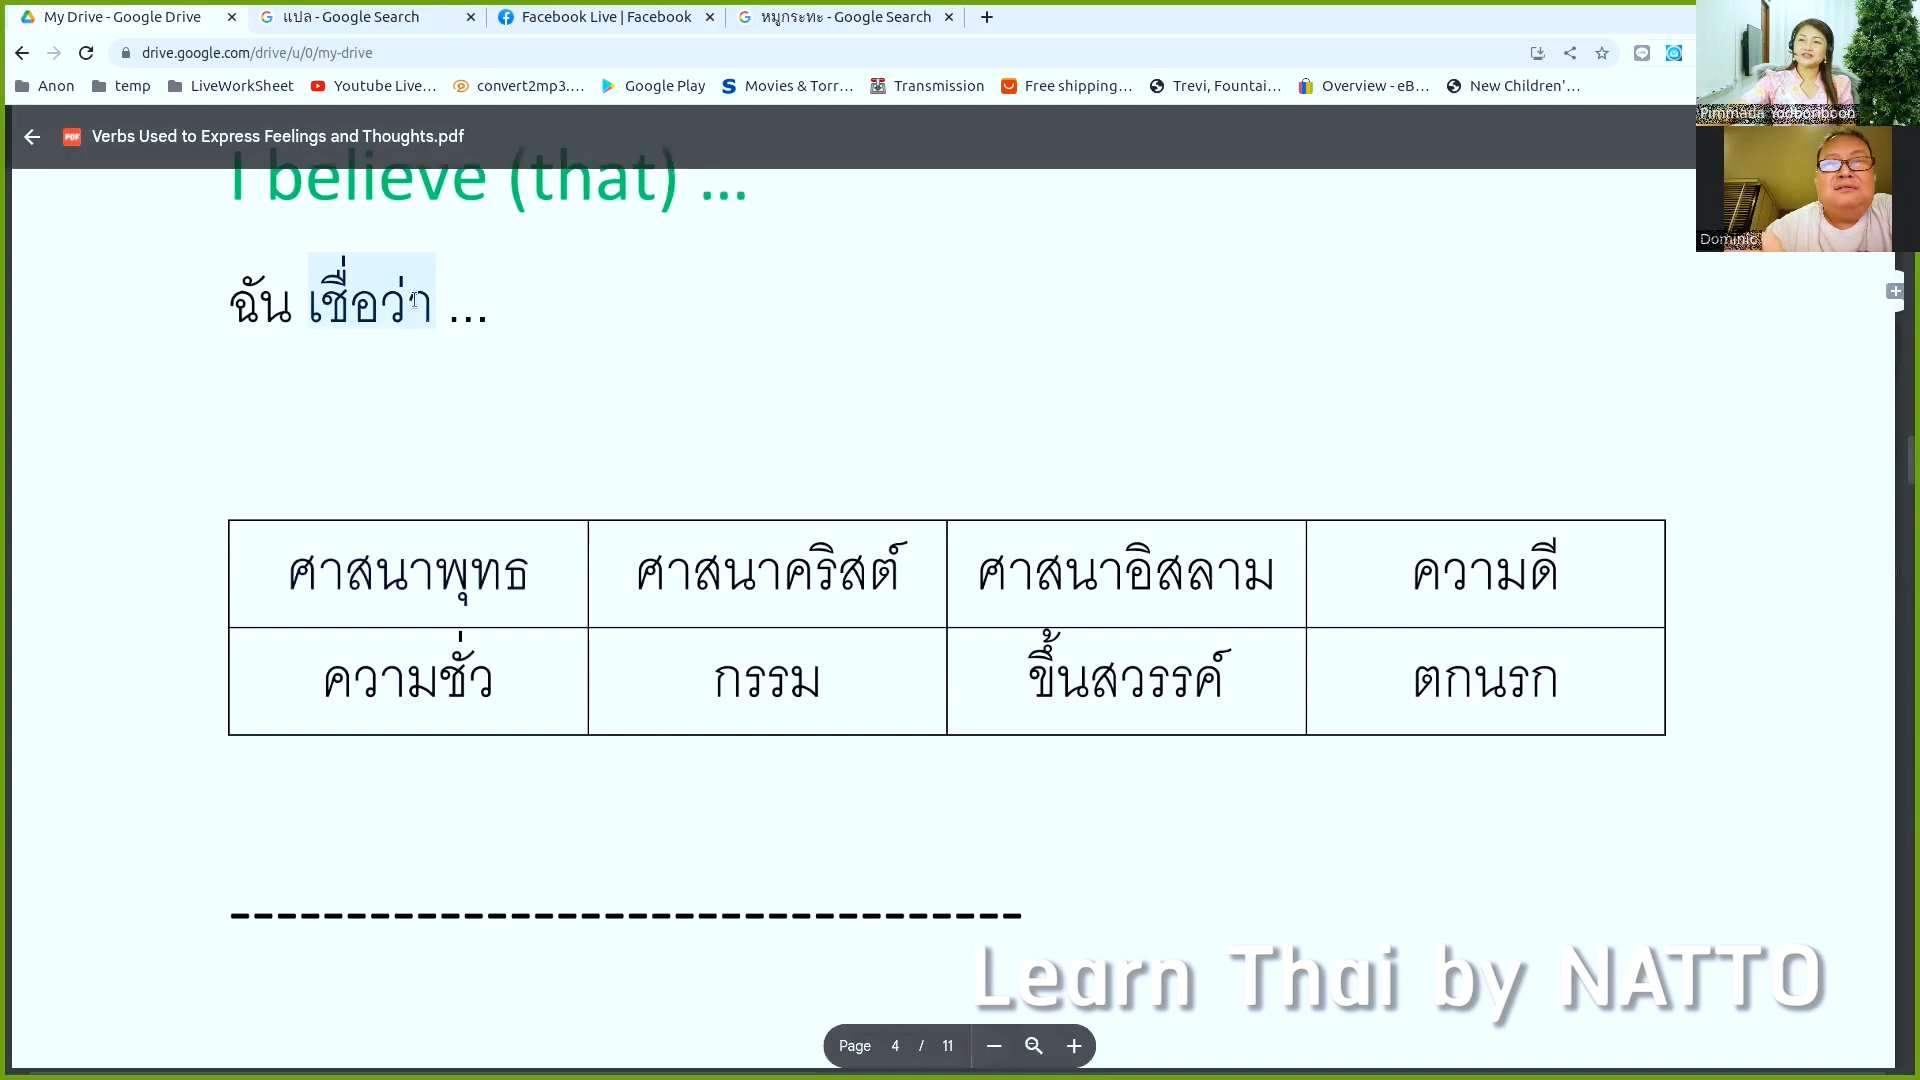 My Drive - Google Drive
แปล - Google Search
Facebook Live | Facebook
หมูกระทะ - Google Search
drive.google.com/drive/u/0/my-drive
Anon
temp
LiveWorkSheet
Youtube Live...
convert2mp3....
Google Play
Movies & Torr...
Transmission
Free shipping...
Trevi, Fountai...
Overview - eB...
New Children'...
PDF
Verbs Used to Express Feelings and Thoughts.pdf
Dominic
I believe (that) ...
ฉัน เชื่อว่า ...
ศาสนาพุทธ ศาสนาคริสต์ ศาสนาอิสลาม ความดี
ความชั่ว กรรม ขึ้นสวรรค์ ตกนรก
Learn Thai by NATTO
Page 4 / 11